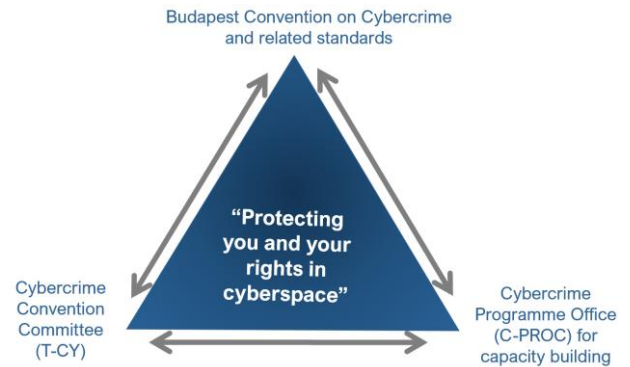 Budapest Convention on Cybercrime
and related standards
“Protecting
you and your
rights in
cyberspace”
Cybercrime
Convention
Committee
(T-CY)
Cybercrime
Programme Office
(C-PROC) for
capacity building